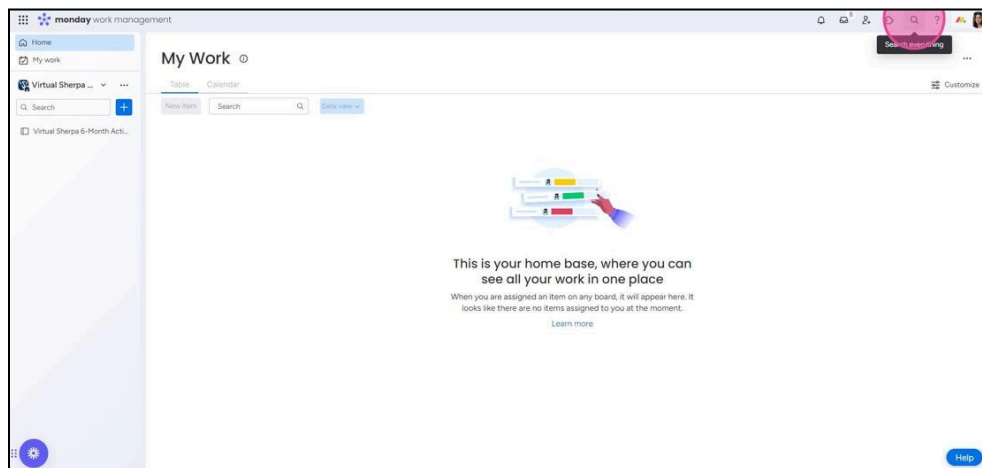 monday work management
6
?
Home
My work
Search everything
My Work
...
Virtual Sherpa ...
...
Table
Calendar
Customize
Search
+
New item
Search
Date view
Virtual Sherpa 6-Month Acti...
This is your home base, where you can
see all your work in one place
When you are assigned an item on any board, it will appear here. It
looks like there are no items assigned to you at the moment.
Learn more
Help